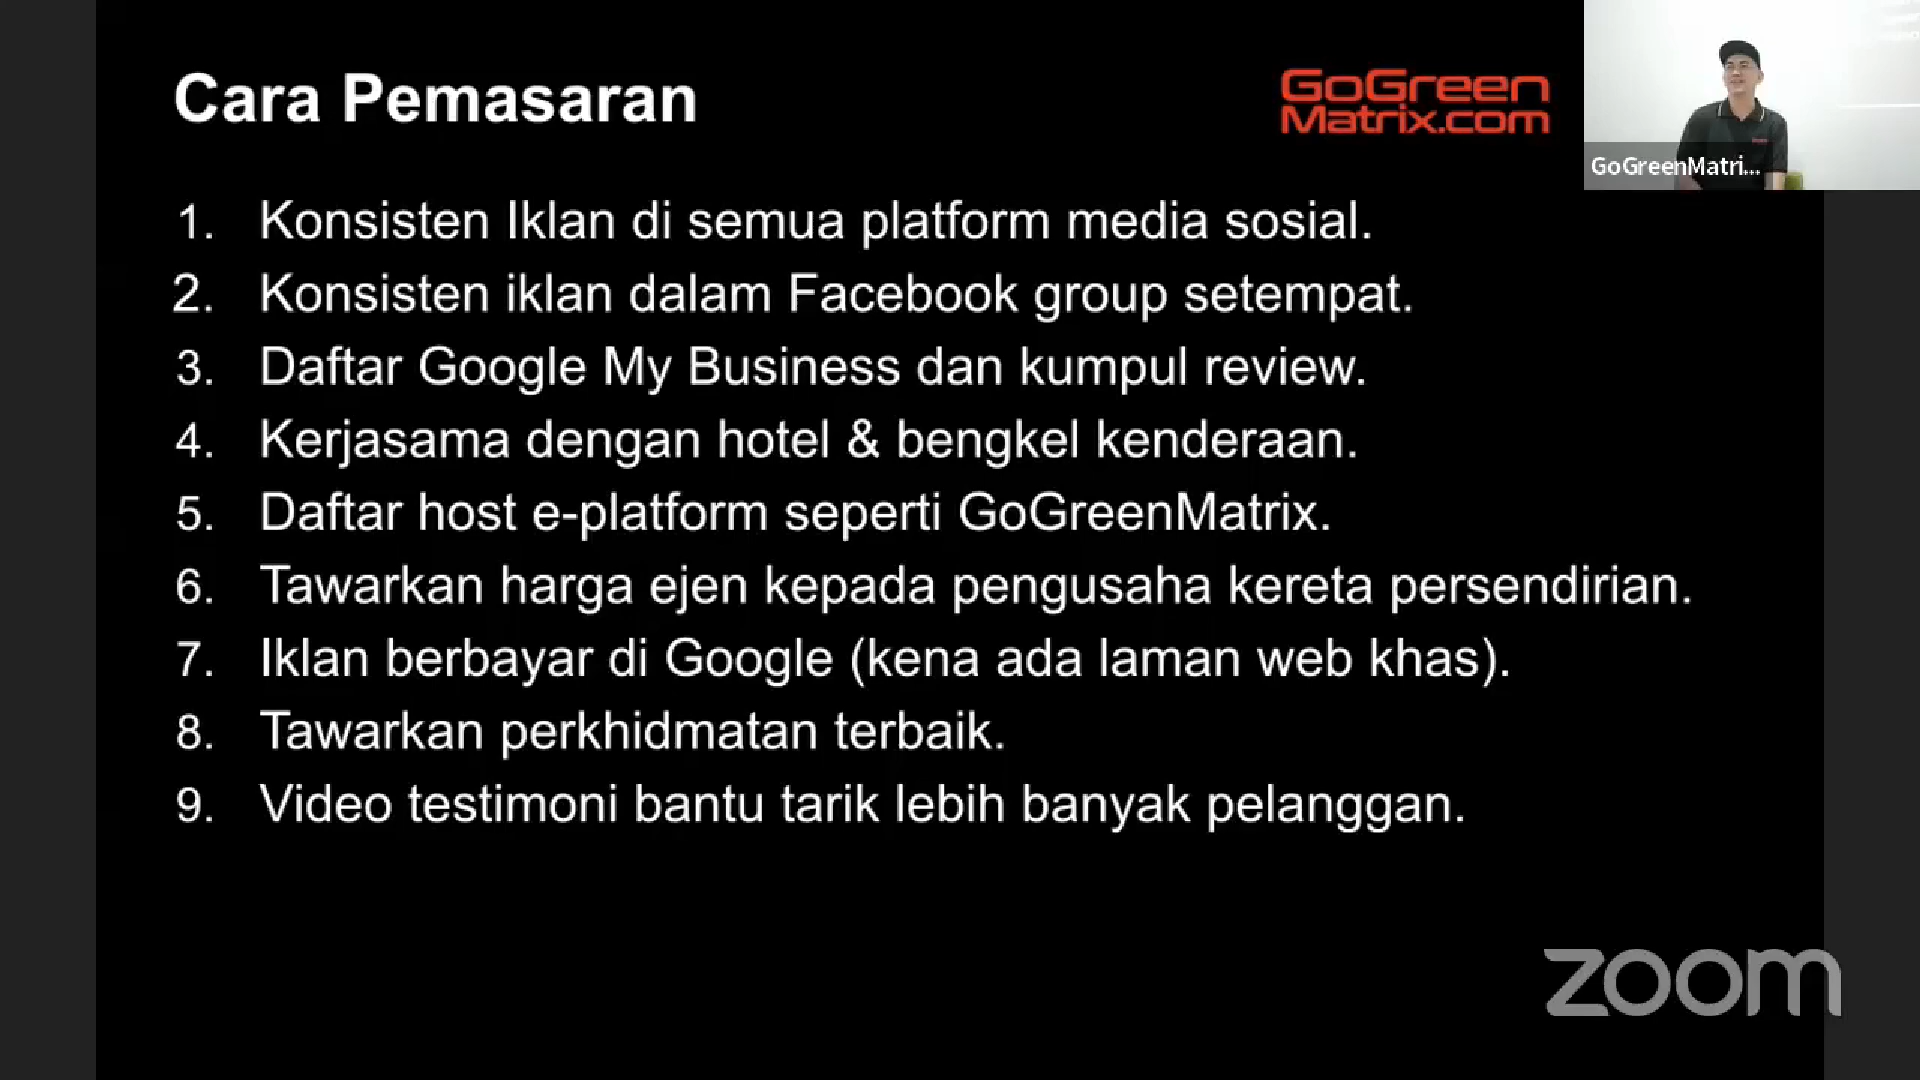 Cara Pemasaran
GoGreen
Matrix.com
GoGreenMatri...
1. Konsisten Iklan di semua platform media sosial.
2. Konsisten iklan dalam Facebook group setempat.
3. Daftar Google My Business dan kumpul review.
4. Kerjasama dengan hotel & bengkel kenderaan.
5. Daftar host e-platform seperti GoGreenMatrix.
6. Tawarkan harga ejen kepada pengusaha kereta persendirian.
7. Iklan berbayar di Google (kena ada laman web khas).
8. Tawarkan perkhidmatan terbaik.
9. Video testimoni bantu tarik lebih banyak pelanggan.
zoom